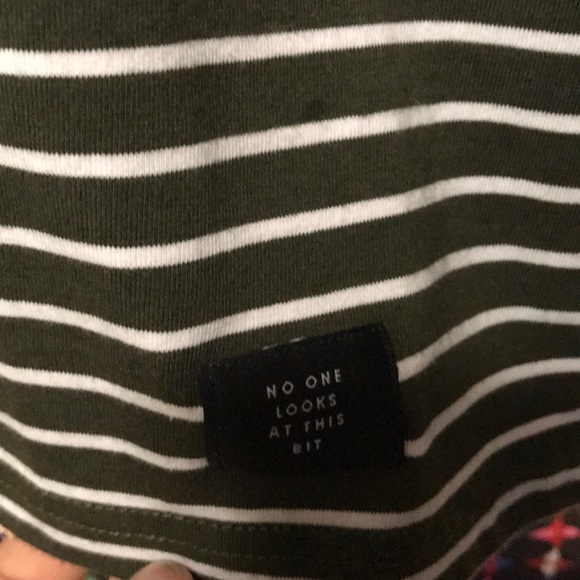 NO ONE
LOOKS
AT THIS
BIT